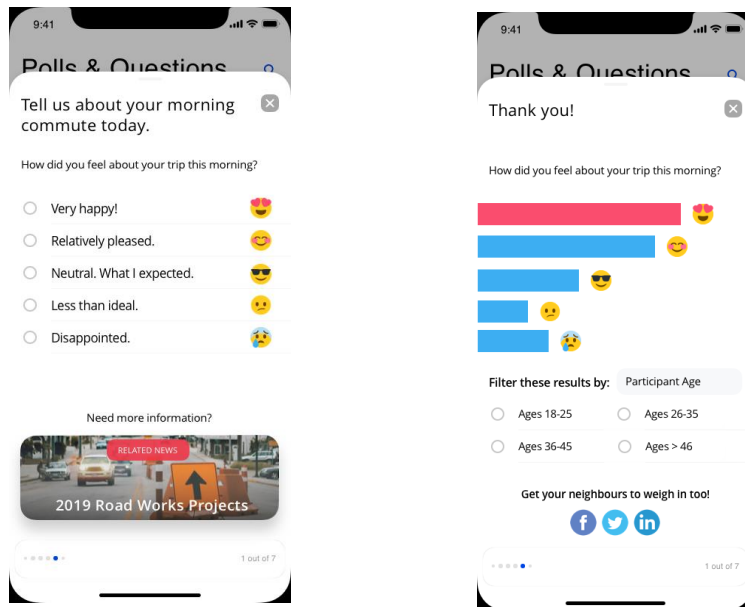 9:41
Polls & Questions
Tell us about your morning
commute today.
How did you feel about your trip this morning?
Very happy!
Relatively pleased.
Neutral. What I expected.
Less than ideal.
Disappointed.
Need more information?
RELATED NEWS
2019 Road Works Projects
1 out of 7
9:41
Polls & Questions
Thank you!
How did you feel about your trip this morning?
Filter these results by: Participant Age
Ages 18-25 Ages 26-35
Ages 36-45 Ages > 46
Get your neighbours to weigh in too!
f in
1 out of 7